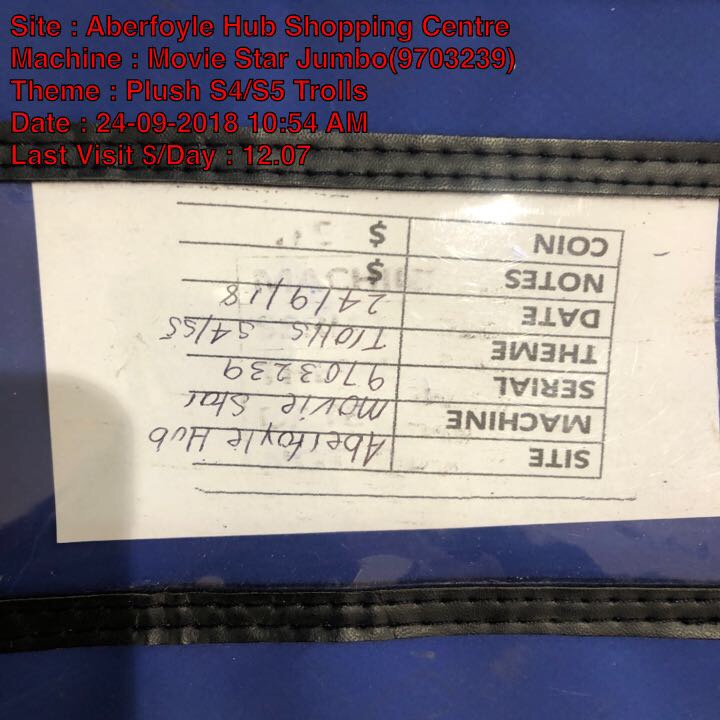 Site : Aberfoyle Hub Shopping Centre
Machine : Movie Star Jumbo(9703239)
Theme : Plush S4/S5 Trolls
Date : 24-09-2018 10:54 AM
Last Visit S/Day : 12.07
SITE Aberfoyle Hub
MACHINE Movie Star
SERIAL 9703239
THEME Trolls S4/S5
DATE 24/9/18
NOTES $
COIN $